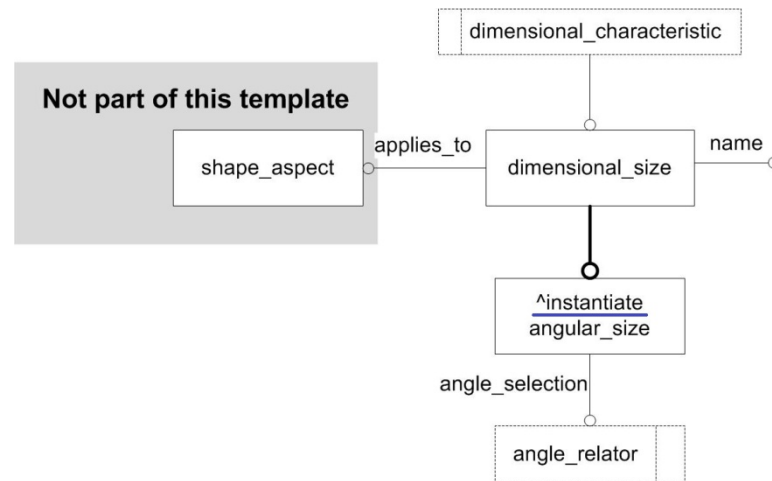 dimensional_characteristic
Not part of this template
shape_aspect
applies_to
dimensional_size
name
^instantiate
angular_size
angle_selection
angle_relator